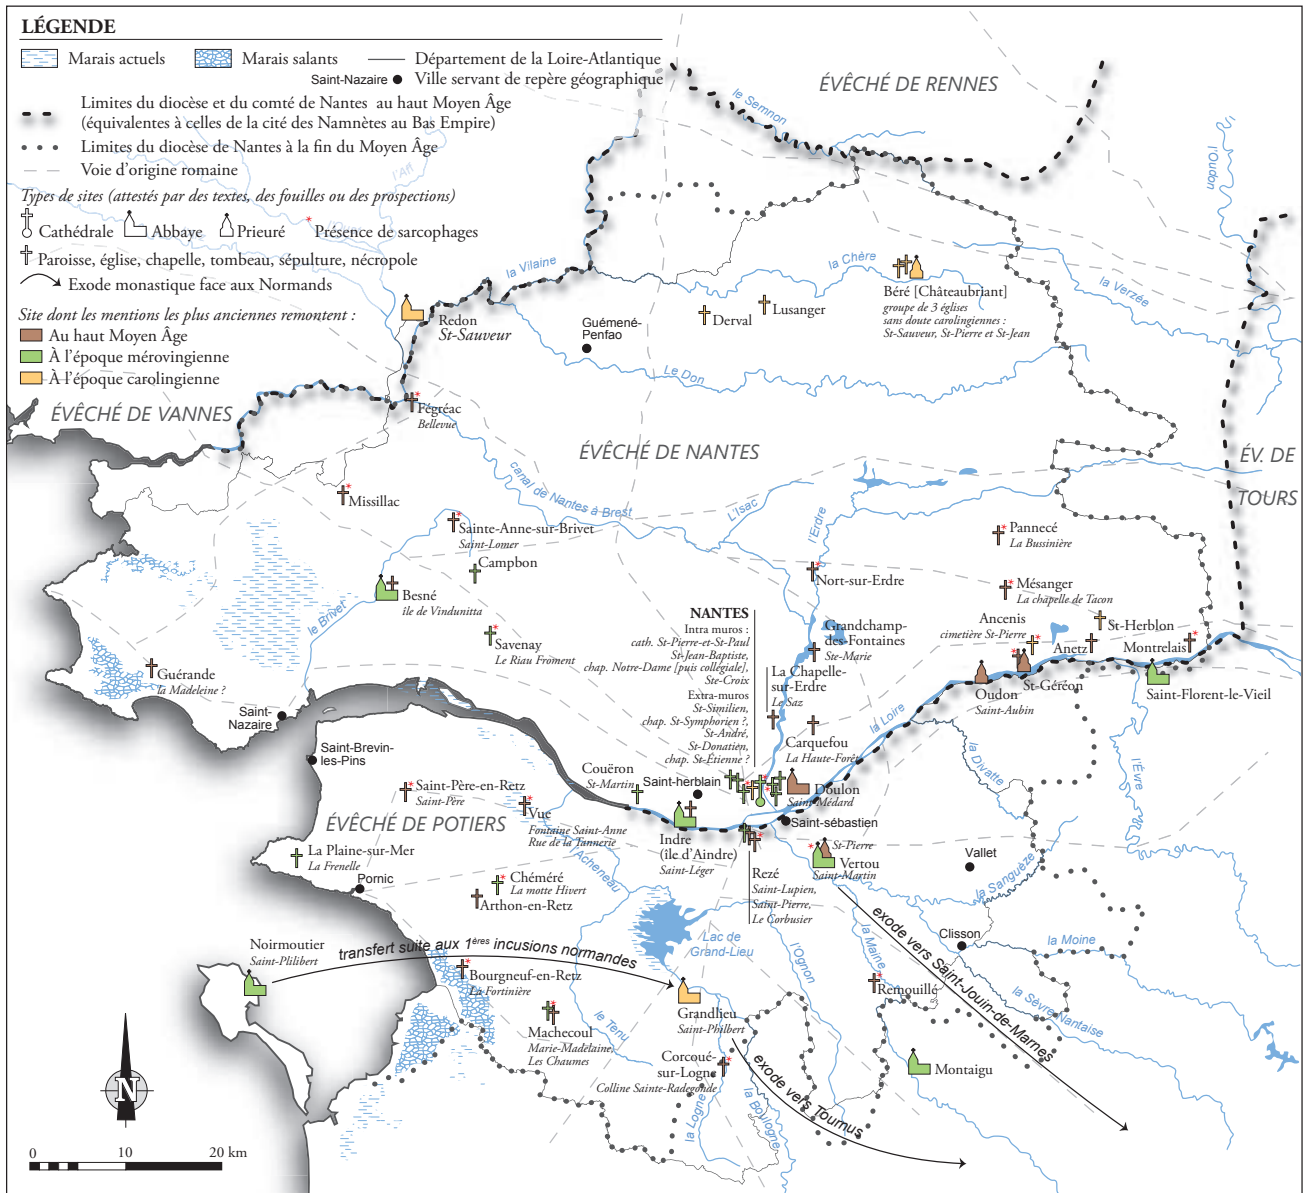 LÉGENDE
Marais actuels
Marais salants
Département de la Loire-Atlantique
Saint-Nazaire
Ville servant de repère géographique
Limites du diocèse et du comté de Nantes au haut Moyen Âge
(équivalentes à celles de la cité des Namnètes au Bas Empire)
Limites du diocèse de Nantes à la fin du Moyen Âge
Voie d'origine romaine
Types de sites (attestés par des textes, des fouilles ou des prospections)
Cathédrale
Abbaye
Prieuré
* Présence de sarcophages
Paroisse, église, chapelle, tombeau, sépulture, nécropole
Exode monastique face aux Normands
Site dont les mentions les plus anciennes remontent :
Au haut Moyen Âge
À l'époque mérovingienne
À l'époque carolingienne
ÉVÊCHÉ DE RENNES
le Semnon
l'Oudon
l'Aff
la Vilaine
la Chère
la Verzée
Béré [Châteaubriant]
groupe de 3 églises
sans doute carolingiennes :
St-Sauveur, St-Pierre et St-Jean
Lusanger
Derval
Redon
St-Sauveur
Guémené-
Penfao
Le Don
ÉVÊCHÉ DE VANNES
Fégréac
Bellevue
ÉVÊCHÉ DE NANTES
ÉV. DE
TOURS
Missillac
canal de Nantes à Brest
L'Isac
l'Erdre
Sainte-Anne-sur-Brivet
Saint-Lomer
Pannecé
La Bussinière
Campbon
Nort-sur-Erdre
Mésanger
La chapelle de Tacon
Besné
île de Vindunitta
le Brivet
Savenay
Le Riau Froment
NANTES
Intra muros :
cath. St-Pierre-et-St-Paul
St-Jean-Baptiste,
chap. Notre-Dame [puis collégiale],
Ste-Croix
Extra-muros
St-Similien,
chap. St-Symphorien ?,
St-André,
St-Donatien,
chap. St-Étienne ?
Grandchamp-
des-Fontaines
Ste-Marie
La Chapelle-
sur-Erdre
Le Saz
Ancenis
cimetière St-Pierre
St-Herblon
Anetz
Montrelais
Guérande
la Madeleine ?
Saint-
Nazaire
Oudon
Saint-Aubin
St-Géréon
Saint-Florent-le-Vieil
la Loire
Carquefou
La Haute-Forêt
la Divatte
l'Èvre
Saint-Brevin-
les-Pins
Couëron
St-Martin
Saint-herblain
Doulon
Saint-Médard
Saint-Père-en-Retz
Saint-Père
Vue
Fontaine Saint-Anne
Rue de la Tannerie
ÉVÊCHÉ DE POTIERS
Saint-sébastien
Indre
(île d'Aindre)
Saint-Léger
St-Pierre
Vertou
Saint-Martin
Vallet
la Sanguèze
La Plaine-sur-Mer
La Frenelle
Pornic
Acheneau
Rezé
Saint-Lupien,
Saint-Pierre,
Le Corbusier
Chéméré
La motte Hivert
Arthon-en-Retz
exode vers Saint-Jouin-de-Marnes
Clisson
la Moine
Noirmoutier
Saint-Plilibert
transfert suite aux 1ères incusions normandes
Lac de
Grand-Lieu
l'Ognon
la Maine
Bourgneuf-en-Retz
La Fortinière
Remouillé
la Sèvre Nantaise
Grandlieu
Saint-Philbert
le Tenu
Machecoul
Marie-Madelaine,
Les Chaumes
Corcoué-
sur-Logne
Colline Sainte-Radegonde
exode vers Tournus
Montaigu
la Logne
la Boulogne
N
0 10 20 km